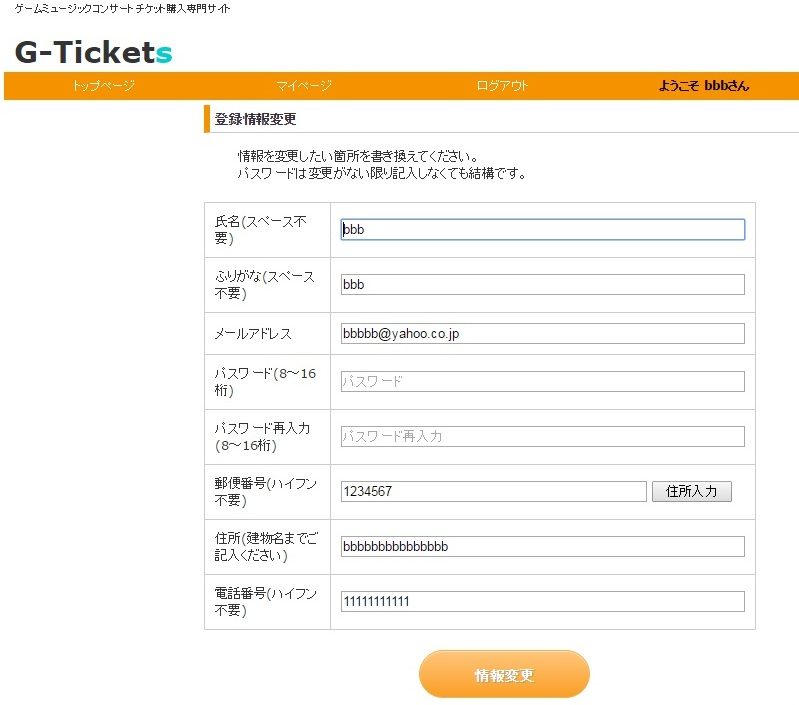 ゲームミュージックコンサートチケット購入専門サイト
G-Tickets
トップページ マイページ ログアウト ようこそ bbbさん
登録情報変更
情報を変更したい箇所を書き換えてください。
パスワードは変更がない限り記入しなくても結構です。
氏名(スペース不
要)
bbb
ふりがな(スペース
不要)
bbb
メールアドレス
bbbbb@yahoo.co.jp
パスワード(8～16
桁)
パスワード
パスワード再入力
(8～16桁)
パスワード再入力
郵便番号(ハイフン
不要)
1234567
住所入力
住所(建物名までご
記入ください)
bbbbbbbbbbbbbbb
電話番号(ハイフン
不要)
11111111111
情報変更